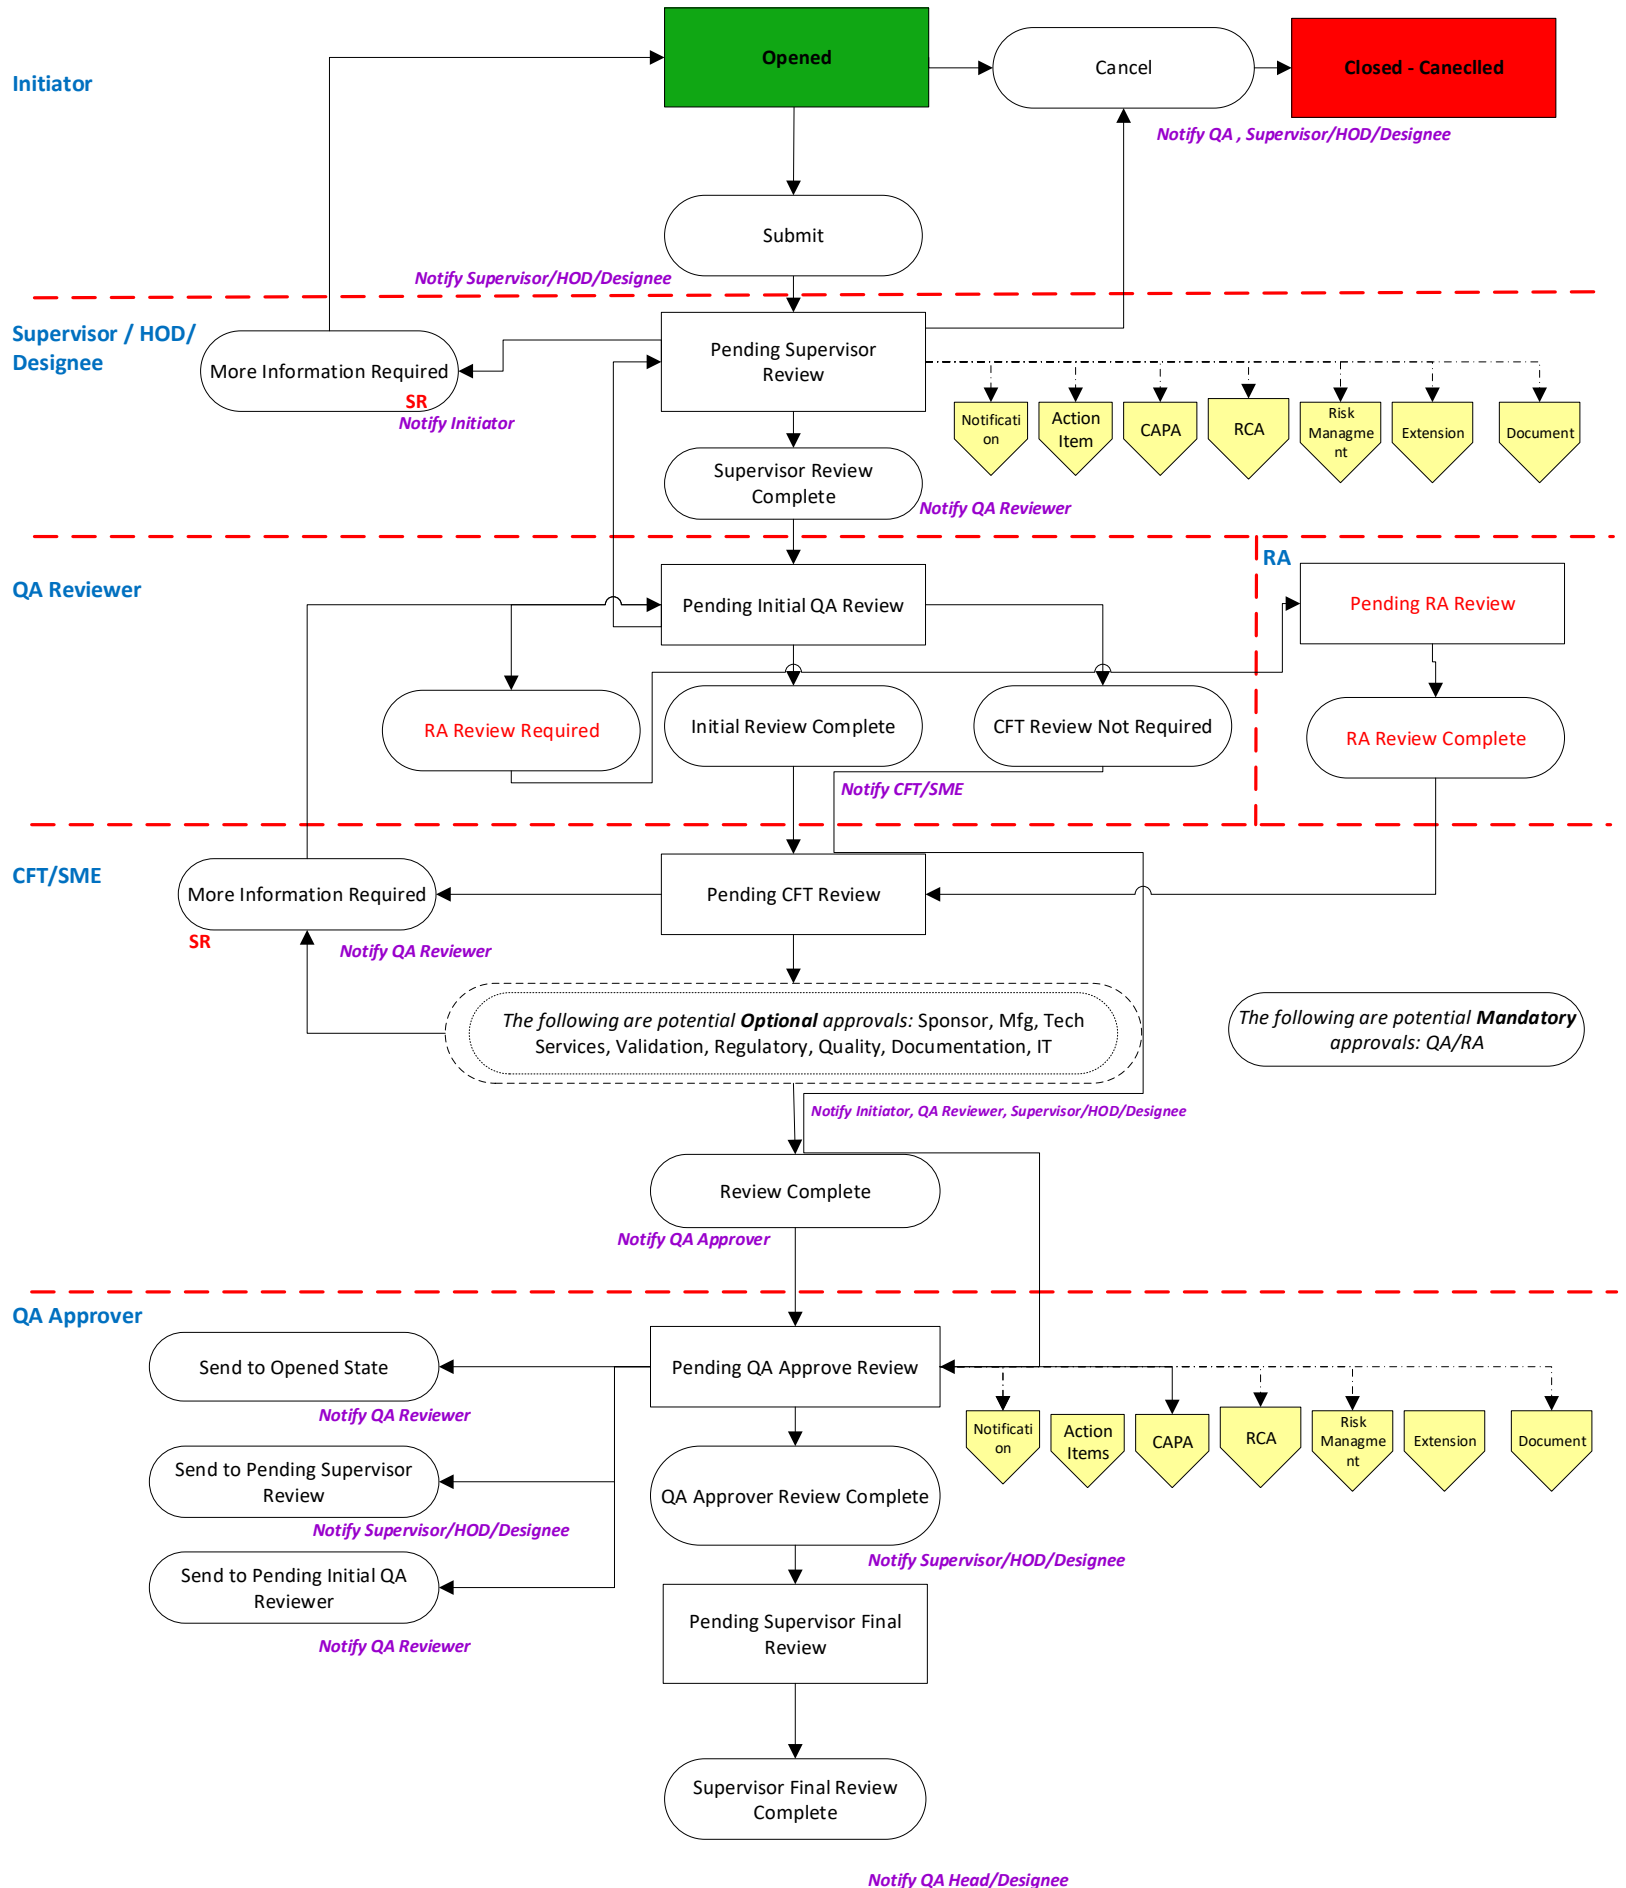 Opened
Cancel
Closed - Caneclled
Initiator
Notify QA , Supervisor/HOD/Designee
Submit
Notify Supervisor/HOD/Designee
Supervisor / HOD/
Designee
More Information Required
SR
Notify Initiator
Pending Supervisor
Review
Notificati
on
Action
Item
CAPA
RCA
Risk
Managme
nt
Extension
Document
Supervisor Review
Complete
Notify QA Reviewer
RA
QA Reviewer
Pending Initial QA Review
Pending RA Review
RA Review Required
Initial Review Complete
CFT Review Not Required
RA Review Complete
Notify CFT/SME
CFT/SME
More Information Required
SR
Notify QA Reviewer
Pending CFT Review
The following are potential Optional approvals: Sponsor, Mfg, Tech
Services, Validation, Regulatory, Quality, Documentation, IT
The following are potential Mandatory
approvals: QA/RA
Notify Initiator, QA Reviewer, Supervisor/HOD/Designee
Review Complete
Notify QA Approver
QA Approver
Send to Opened State
Notify QA Reviewer
Pending QA Approve Review
Notificati
on
Action
Items
CAPA
RCA
Risk
Managme
nt
Extension
Document
Send to Pending Supervisor
Review
Notify Supervisor/HOD/Designee
QA Approver Review Complete
Notify Supervisor/HOD/Designee
Send to Pending Initial QA
Reviewer
Notify QA Reviewer
Pending Supervisor Final
Review
Supervisor Final Review
Complete
Notify QA Head/Designee